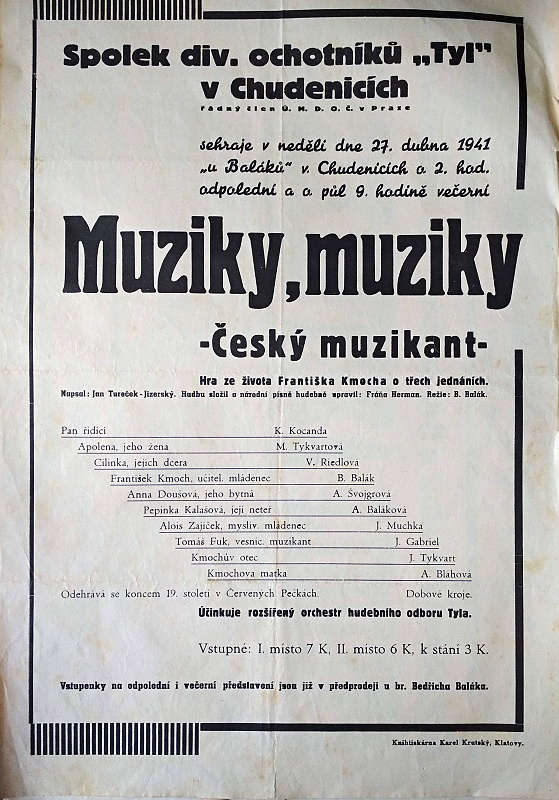 Spolek div. ochotníků „Tyl"
v Chudenicích
řádný člen Ú. M. D. O. Č. v Praze
sehraje v neděli dne 27. dubna 1941
„u Baláků" v Chudenicích o 2. hod.
odpolední a o půl 9. hodině večerní
Muziky, muziky
-Český muzikant-
Hra ze života Františka Kmocha o třech jednáních.
Napsal: Jan Tureček-Jizerský. Hudbu složil a národní písně hudebně upravil: Fráňa Herman. Režie: B. Balák.
Pan řídící K. Kocanda
Apolena, jeho žena M. Tykvartová
Cilinka, jejich dcera V. Riedlová
František Kmoch, učitel. mládenec B. Balák
Anna Doušová, jeho bytná A. Švojgrová
Pepinka Kalašová, její neteř A. Baláková
Alois Zajíček, mysliv. mládenec J. Muchka
Tomáš Fuk, vesnic. muzikant J. Gabriel
Kmochův otec J. Tykvart
Kmochova matka A. Bláhová
Odehrává se koncem 19. století v Červených Pečkách. Dobové kroje.
Účinkuje rozšířený orchestr hudebního odboru Tyla.
Vstupné: I. místo 7 K, II. místo 6 K, k stání 3 K.
Vstupenky na odpolední i večerní představení jsou již v předprodeji u br. Bedřicha Baláka.
Knihtiskárna Karel Krutský, Klatovy.